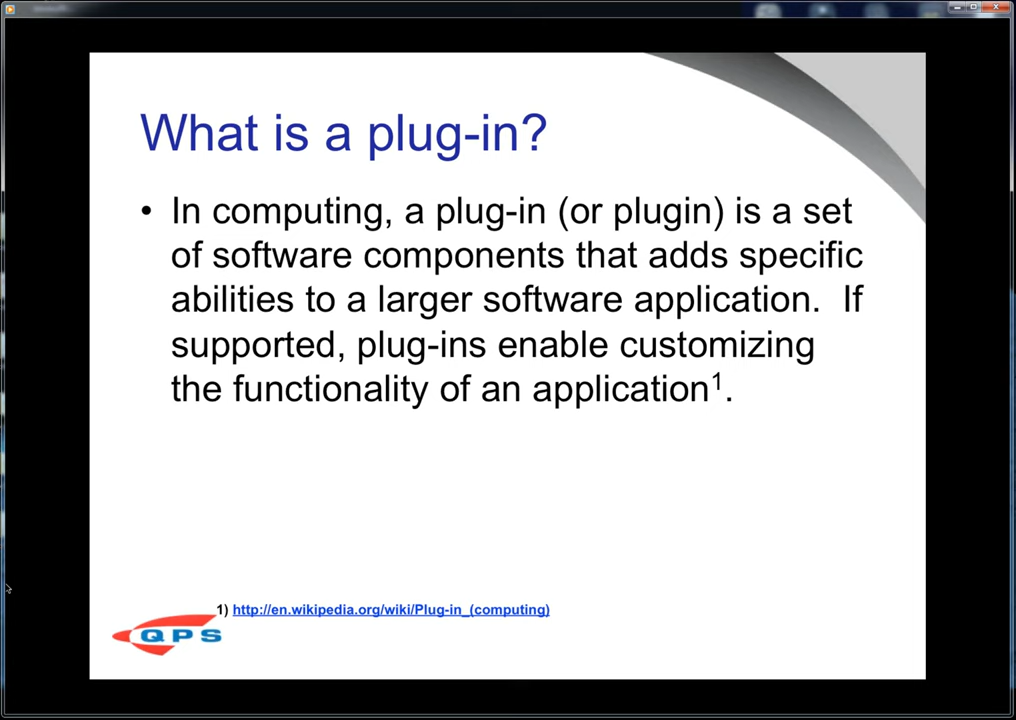 What is a plug-in?
• In computing, a plug-in (or plugin) is a set
of software components that adds specific
abilities to a larger software application.  If
supported, plug-ins enable customizing
the functionality of an application¹.
1) http://en.wikipedia.org/wiki/Plug-in_(computing)
QPS